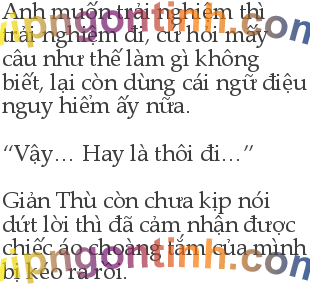 Anh muốn trải nghiệm thì
trải nghiệm đi, cứ hỏi mấy
câu như thế làm gì không
biết, lại còn dùng cái ngữ điệu
nguy hiểm ấy nữa.
“Vậy… Hay là thôi đi…”
Giản Thù còn chưa kịp nói
dứt lời thì đã cảm nhận được
chiếc áo choàng tắm của mình
bị kéo ra rồi.